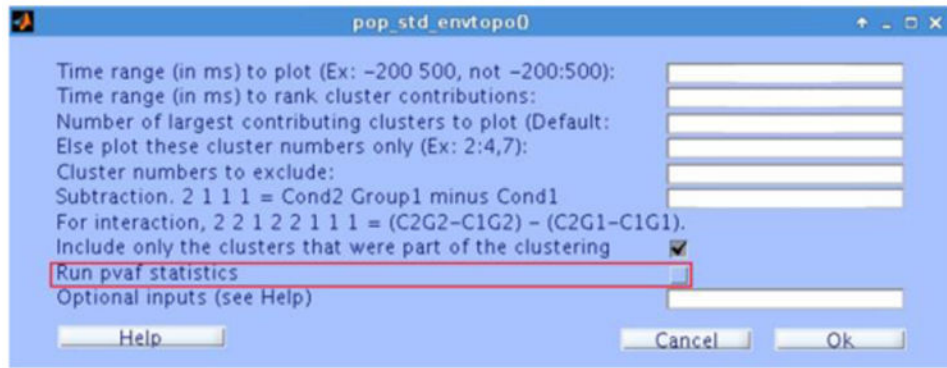 pop_std_envtopo()
Time range (in ms) to plot (Ex: −200 500, not −200:500):
Time range (in ms) to rank cluster contributions:
Number of largest contributing clusters to plot (Default:
Else plot these cluster numbers only (Ex: 2:4,7):
Cluster numbers to exclude:
Subtraction. 2 1 1 1 = Cond2 Group1 minus Cond1
For interaction, 2 2 1 2 2 1 1 1 = (C2G2−C1G2) − (C2G1−C1G1).
Include only the clusters that were part of the clustering
Run pvaf statistics
Optional inputs (see Help)
Help Cancel Ok